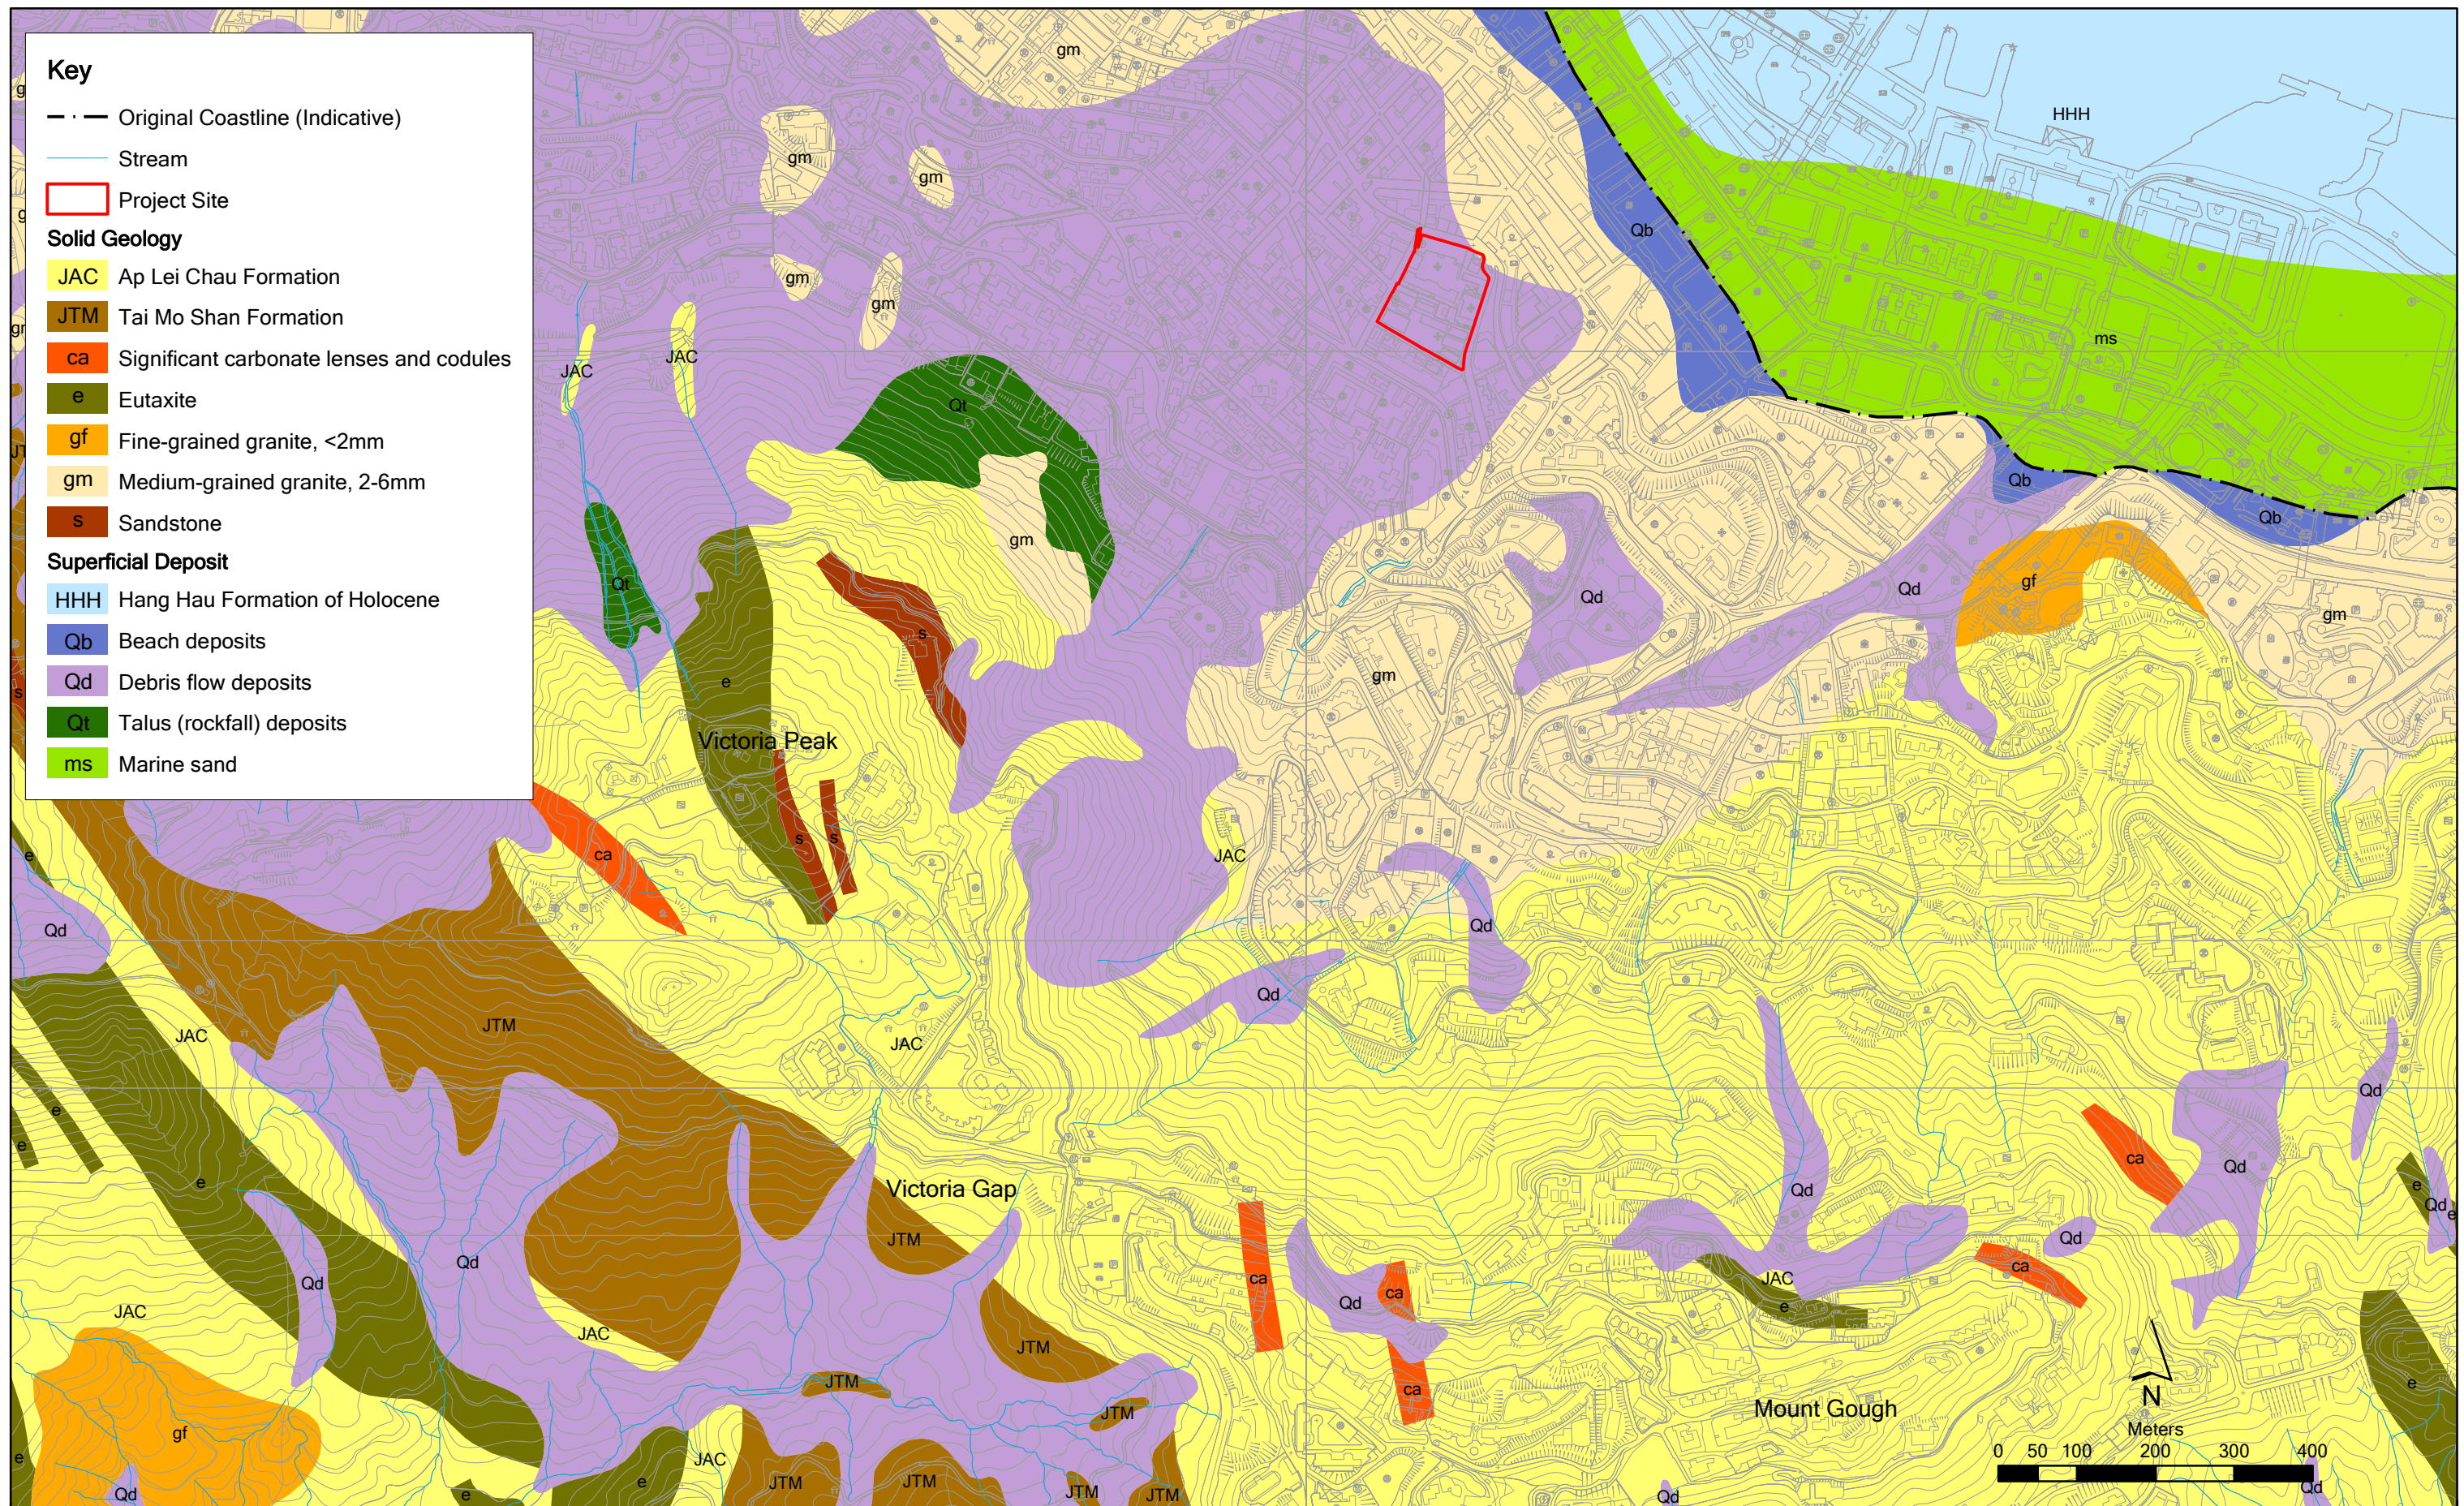 Key
Original Coastline (Indicative)
Stream
Project Site
Solid Geology
JAC Ap Lei Chau Formation
JTM Tai Mo Shan Formation
ca Significant carbonate lenses and codules
e Eutaxite
gf Fine-grained granite, <2mm
gm Medium-grained granite, 2-6mm
s Sandstone
Superficial Deposit
HHH Hang Hau Formation of Holocene
Qb Beach deposits
Qd Debris flow deposits
Qt Talus (rockfall) deposits
ms Marine sand
gm
HHH
gm
gm
Qb
gm
gm
ms
JAC
JAC
Qt
Qb
Qb
gm
Qt
Qd
Qd
gf
gm
s
gm
e
s
Victoria Peak
s
s
ca
JAC
e
Qd
Qd
Qd
JTM
JAC
JAC
Qd
e
e
ca
Qd
e
Qd
Victoria Gap
e
Qd
e
JTM
Qd
Qd
ca
JAC
ca
Qd
ca
Qd
e
JAC
JAC
JTM
JTM
ca
e
JTM
Mount Gough
N
Meters
0 50 100 200 300 400
gf
e
JAC
e
JTM
JTM
JTM
JTM
e
Qd
Qd
Qd